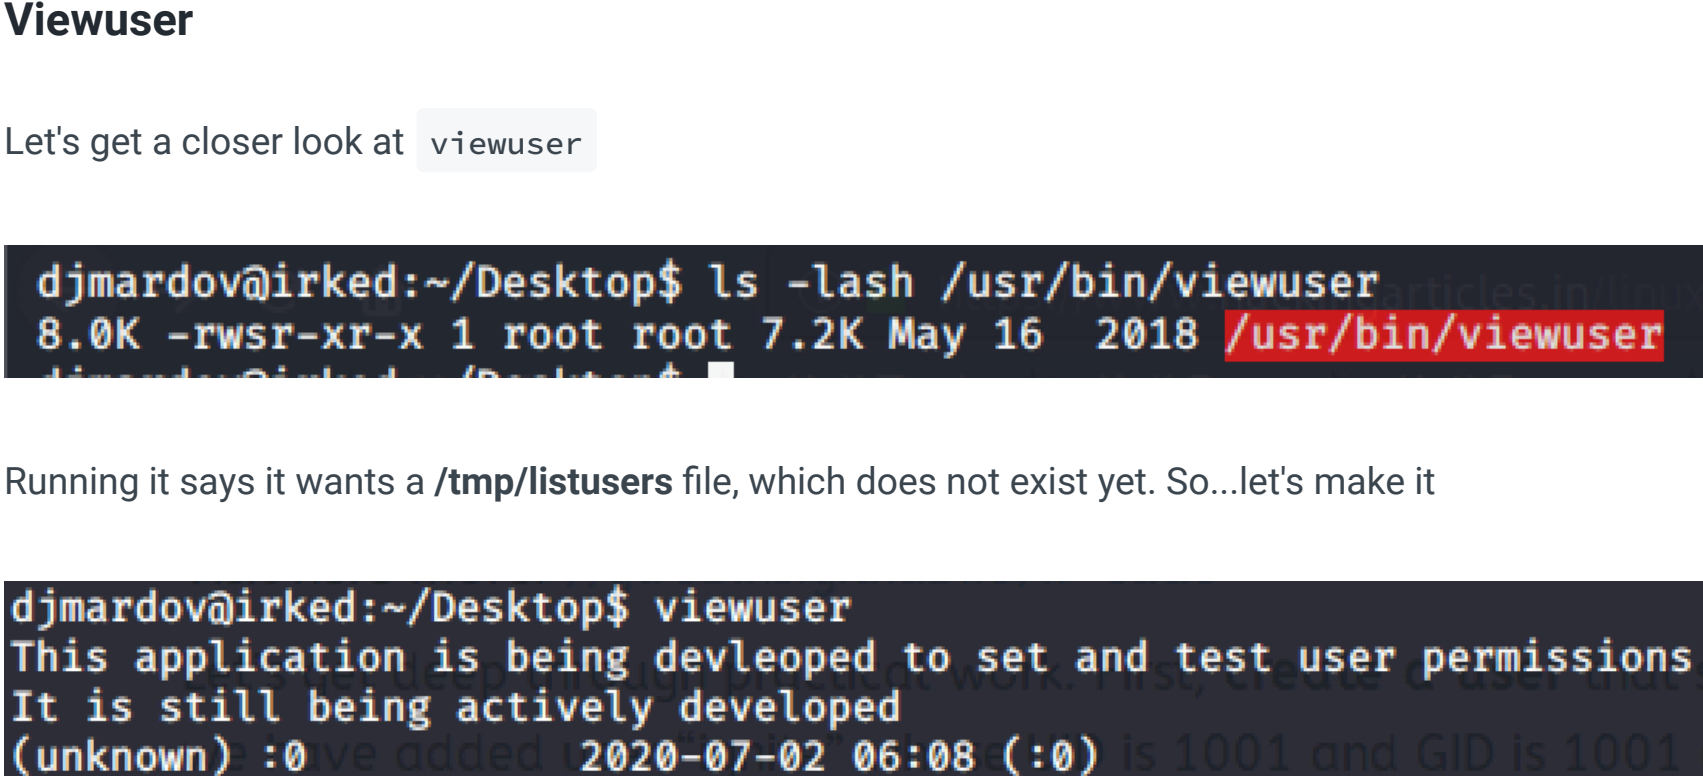 Viewuser
Let's get a closer look at viewuser
djmardov@irked:~/Desktop$ ls -lash /usr/bin/viewuser
8.0K -rwsr-xr-x 1 root root 7.2K May 16  2018 /usr/bin/viewuser
djmardov@irked:~/Desktop$
Running it says it wants a /tmp/listusers file, which does not exist yet. So...let's make it
djmardov@irked:~/Desktop$ viewuser
This application is being devleoped to set and test user permissions
It is still being actively developed
(unknown) :0           2020-07-02 06:08 (:0)